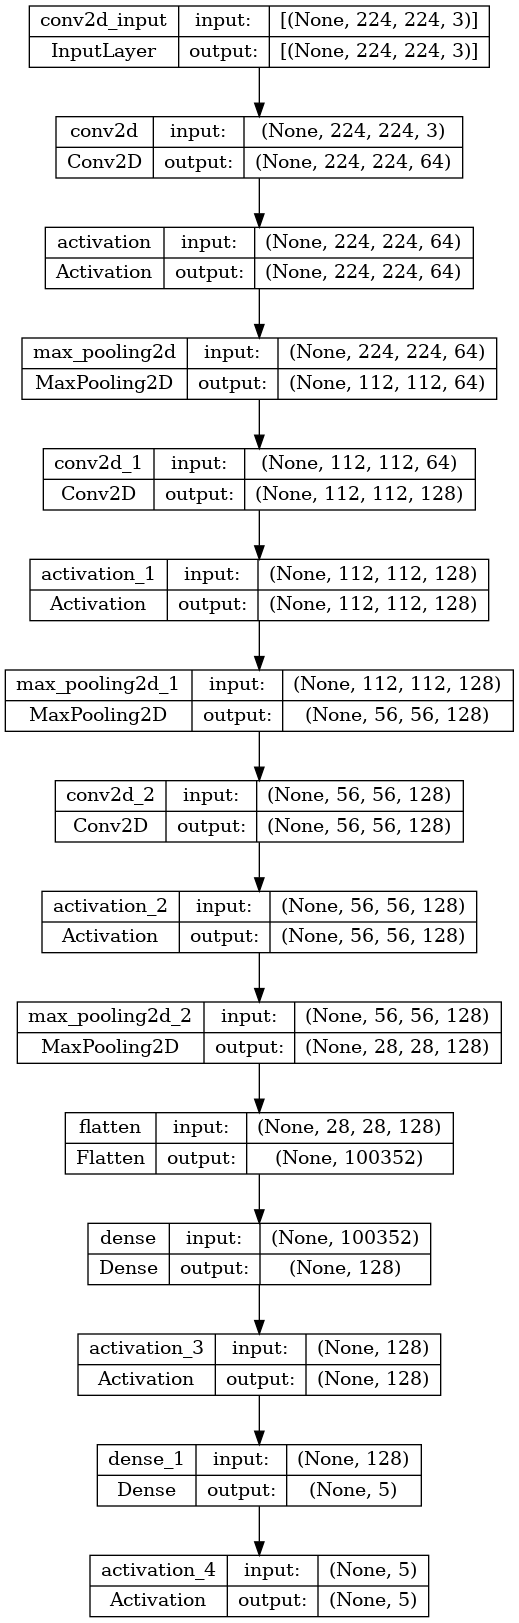 conv2d_input input: [(None, 224, 224, 3)]
InputLayer output: [(None, 224, 224, 3)]
conv2d input: (None, 224, 224, 3)
Conv2D output: (None, 224, 224, 64)
activation input: (None, 224, 224, 64)
Activation output: (None, 224, 224, 64)
max_pooling2d input: (None, 224, 224, 64)
MaxPooling2D output: (None, 112, 112, 64)
conv2d_1 input: (None, 112, 112, 64)
Conv2D output: (None, 112, 112, 128)
activation_1 input: (None, 112, 112, 128)
Activation output: (None, 112, 112, 128)
max_pooling2d_1 input: (None, 112, 112, 128)
MaxPooling2D output: (None, 56, 56, 128)
conv2d_2 input: (None, 56, 56, 128)
Conv2D output: (None, 56, 56, 128)
activation_2 input: (None, 56, 56, 128)
Activation output: (None, 56, 56, 128)
max_pooling2d_2 input: (None, 56, 56, 128)
MaxPooling2D output: (None, 28, 28, 128)
flatten input: (None, 28, 28, 128)
Flatten output: (None, 100352)
dense input: (None, 100352)
Dense output: (None, 128)
activation_3 input: (None, 128)
Activation output: (None, 128)
dense_1 input: (None, 128)
Dense output: (None, 5)
activation_4 input: (None, 5)
Activation output: (None, 5)